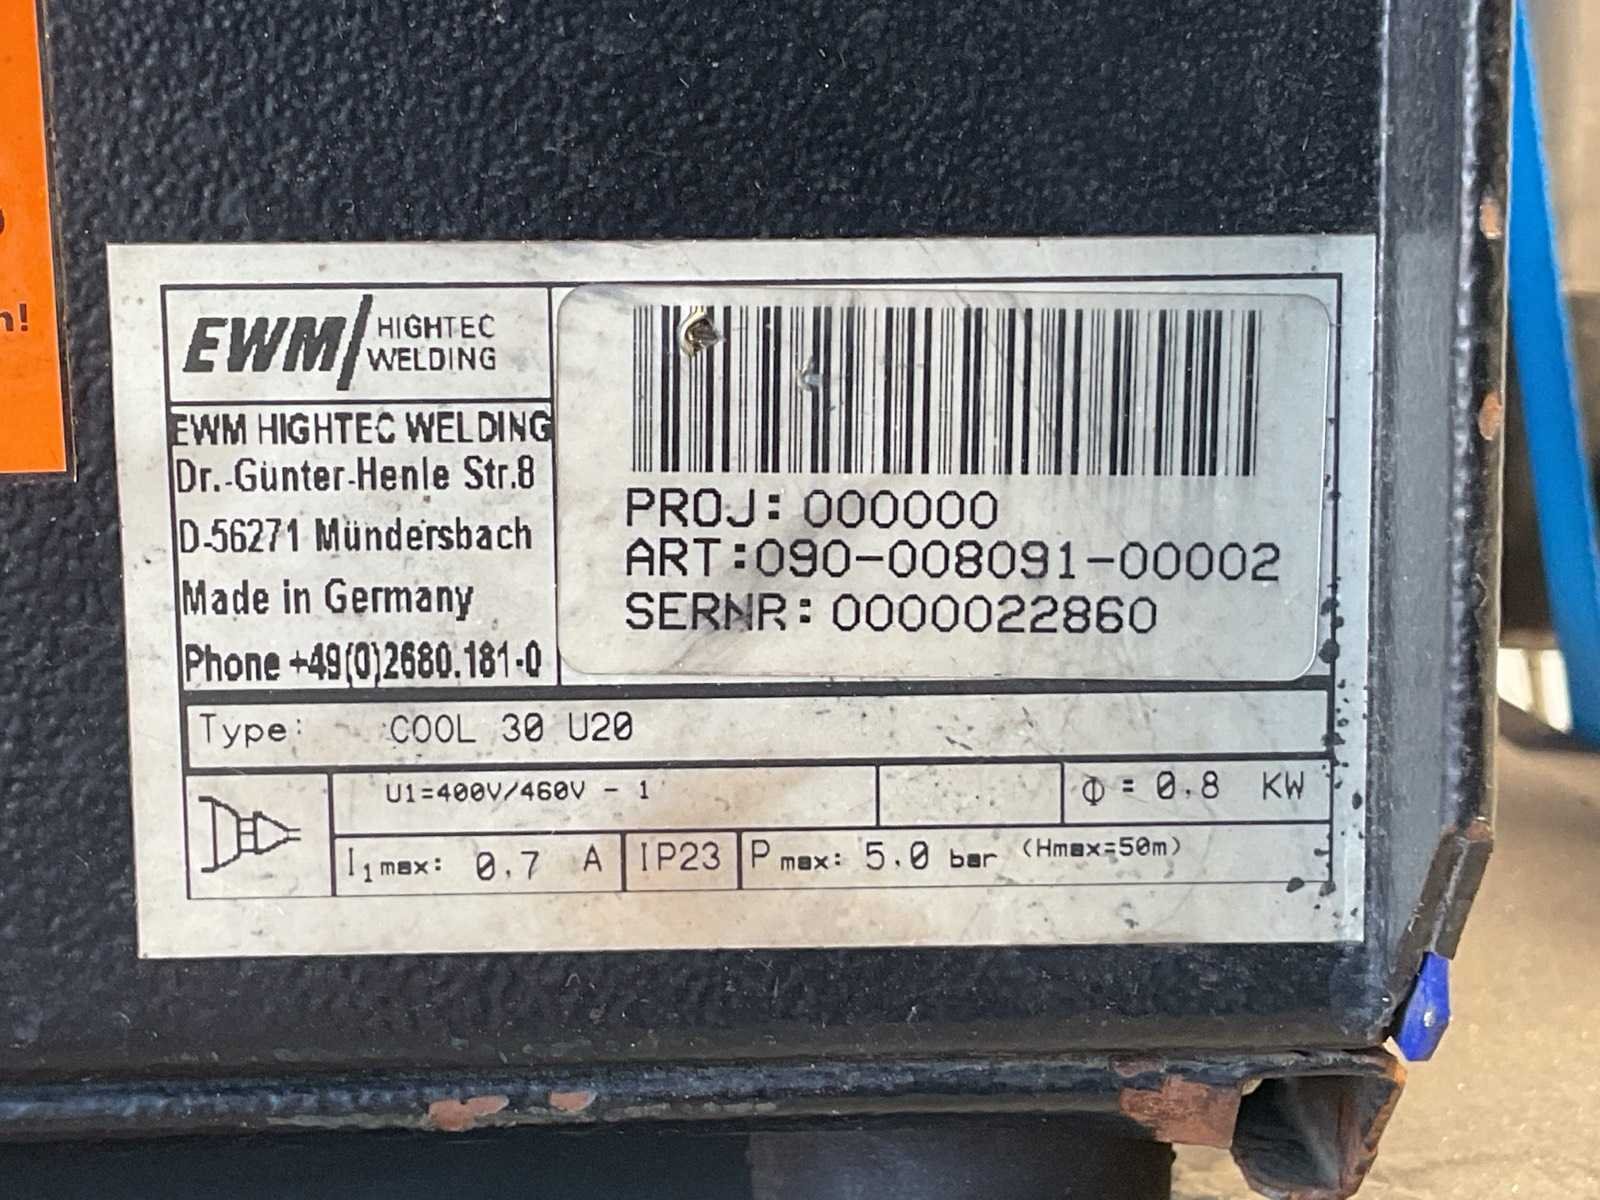 n!
EWM HIGHTEC
WELDING
EWM HIGHTEC WELDING
Dr.-Günter-Henle Str.8
D-56271 Mündersbach
Made in Germany
Phone +49(0)2680.181-0
PROJ: 000000
ART:090-008091-00002
SERNR: 0000022860
Type: COOL 30 U20
U1=400V/460V - 1
Φ = 0.8 KW
I1max: 0.7 A
IP23
Pmax: 5.0 bar (Hmax=50m)